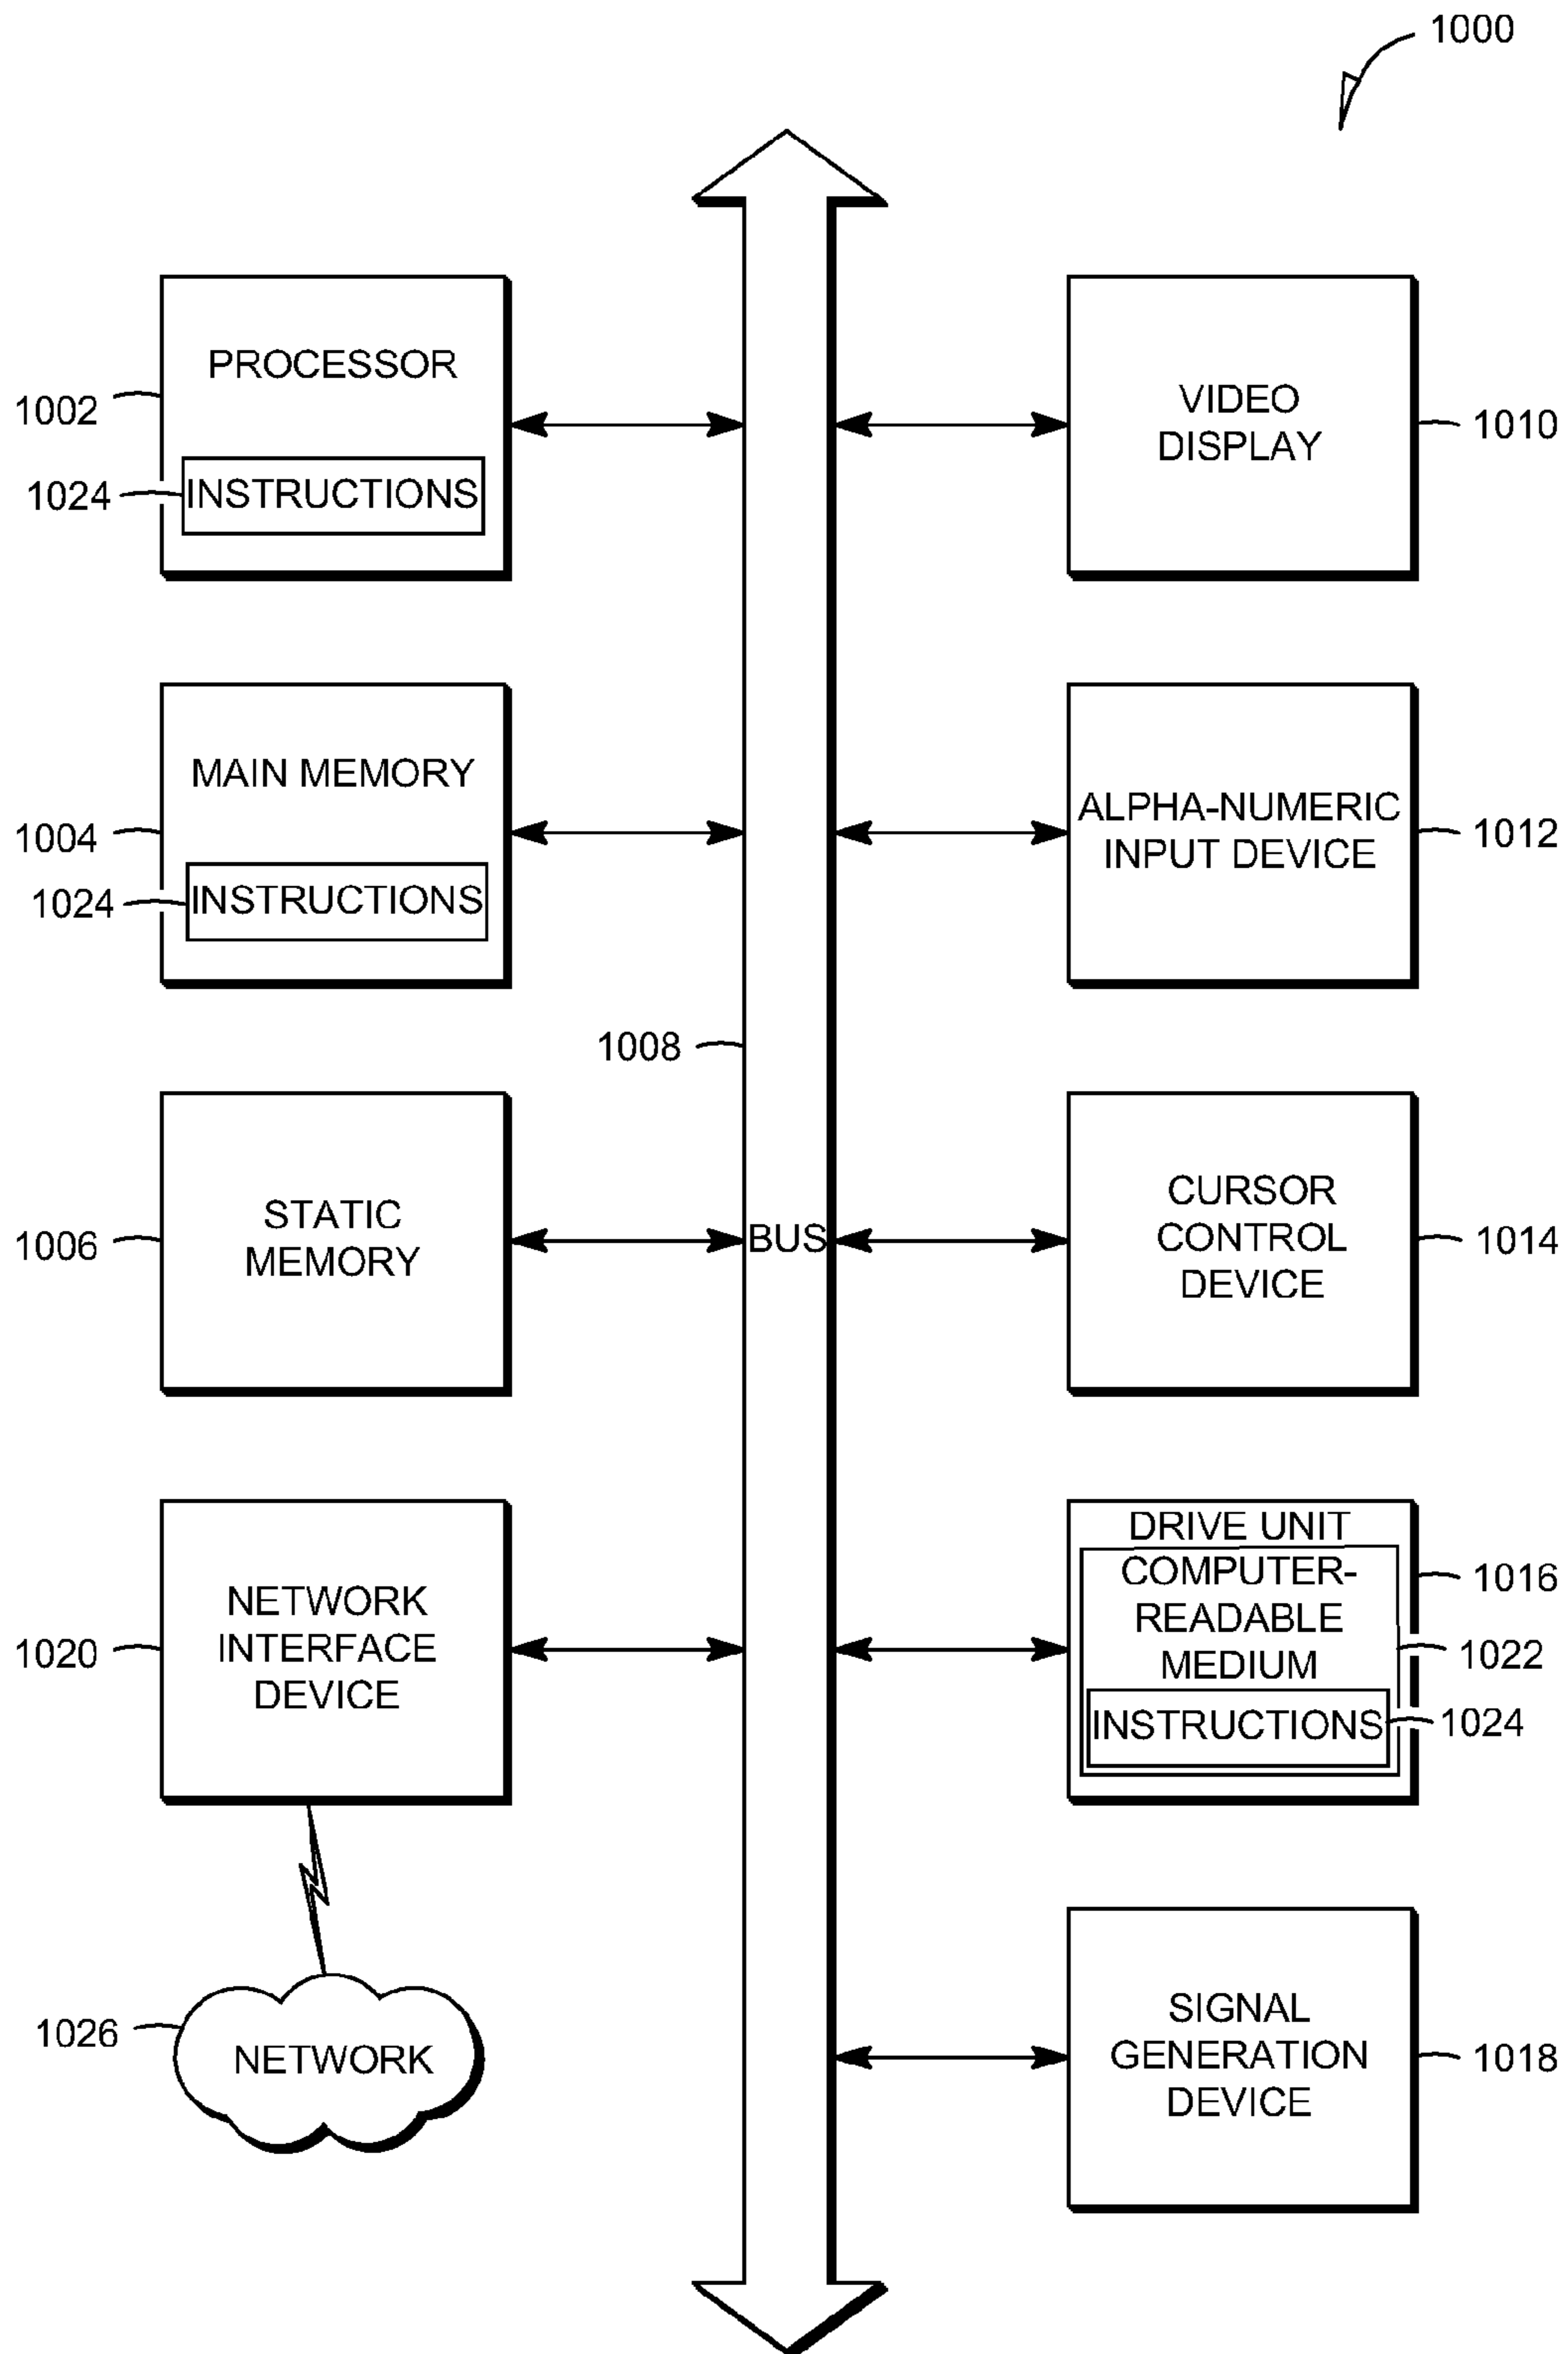 1000
PROCESSOR
1002
1024
INSTRUCTIONS
VIDEO
DISPLAY
1010
MAIN MEMORY
1004
1024
INSTRUCTIONS
ALPHA-NUMERIC
INPUT DEVICE
1012
1008
STATIC
MEMORY
1006
BUS
CURSOR
CONTROL
DEVICE
1014
NETWORK
INTERFACE
DEVICE
1020
DRIVE UNIT
COMPUTER-
READABLE
MEDIUM
1016
1022
INSTRUCTIONS
1024
1026
NETWORK
SIGNAL
GENERATION
DEVICE
1018